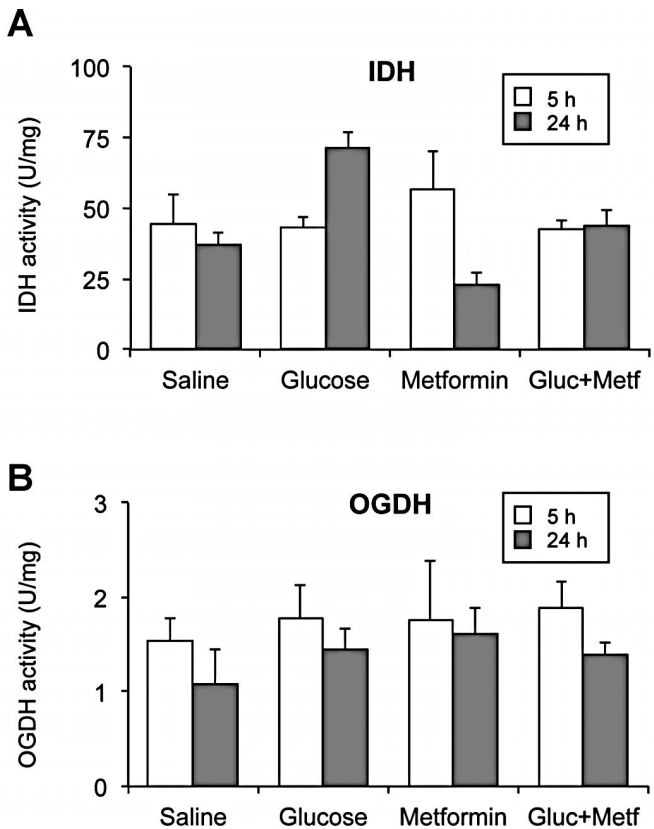 A
IDH
IDH activity (U/mg)
100
75
50
25
0
5 h
24 h
Saline Glucose Metformin Gluc+Metf
B
OGDH
OGDH activity (U/mg)
3
2
1
0
5 h
24 h
Saline Glucose Metformin Gluc+Metf